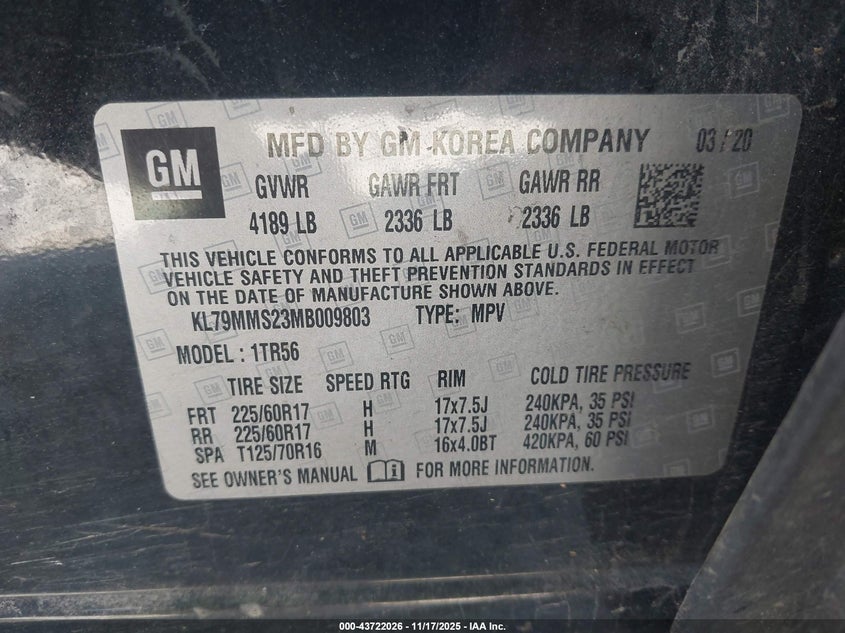 GM
MFD BY GM KOREA COMPANY 03/20
GVWR GAWR FRT GAWR RR
4189 LB 2336 LB 2336 LB
THIS VEHICLE CONFORMS TO ALL APPLICABLE U.S. FEDERAL MOTOR
VEHICLE SAFETY AND THEFT PREVENTION STANDARDS IN EFFECT
ON THE DATE OF MANUFACTURE SHOWN ABOVE.
KL79MMS23MB009803 TYPE: MPV
MODEL : 1TR56
TIRE SIZE SPEED RTG RIM COLD TIRE PRESSURE
FRT 225/60R17 H 17x7.5J 240KPA, 35 PSI
RR 225/60R17 H 17x7.5J 240KPA, 35 PSI
SPA T125/70R16 M 16x4.0BT 420KPA, 60 PSI
SEE OWNER'S MANUAL FOR MORE INFORMATION.
000-43722026 - 11/17/2025 - IAA Inc.